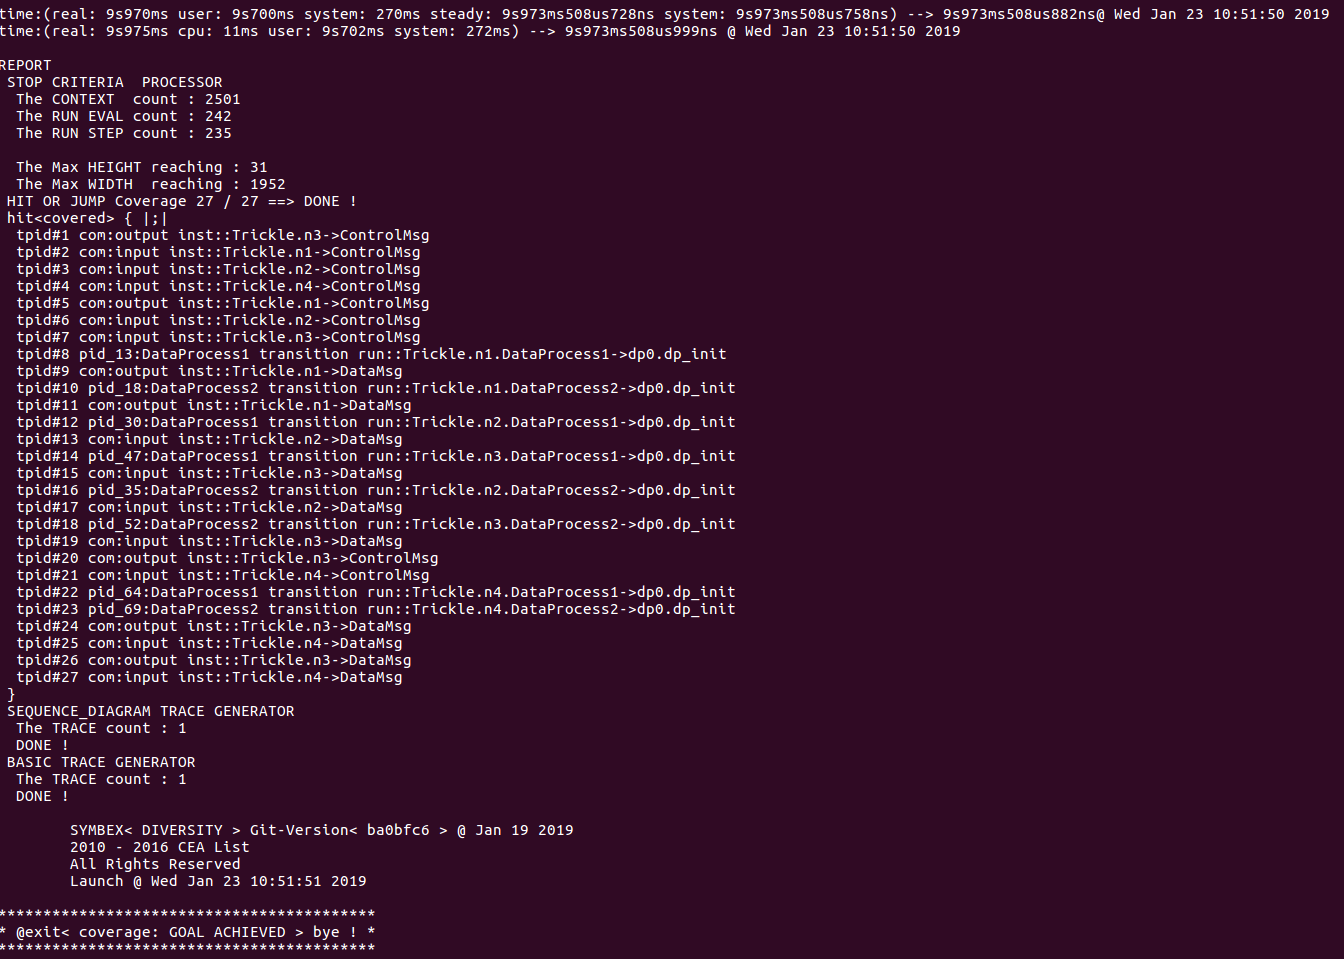 time:(real: 9s970ms user: 9s700ms system: 270ms steady: 9s973ms508us728ns system: 9s973ms508us758ns) --> 9s973ms508us882ns@ Wed Jan 23 10:51:50 2019
time:(real: 9s975ms cpu: 11ms user: 9s702ms system: 272ms) --> 9s973ms508us999ns @ Wed Jan 23 10:51:50 2019
REPORT
STOP CRITERIA  PROCESSOR
The CONTEXT  count : 2501
The RUN EVAL count : 242
The RUN STEP count : 235
The Max HEIGHT reaching : 31
The Max WIDTH  reaching : 1952
HIT OR JUMP Coverage 27 / 27 ==> DONE !
hit<covered> { |;|
tpid#1 com:output inst::Trickle.n3->ControlMsg
tpid#2 com:input inst::Trickle.n1->ControlMsg
tpid#3 com:input inst::Trickle.n2->ControlMsg
tpid#4 com:input inst::Trickle.n4->ControlMsg
tpid#5 com:output inst::Trickle.n1->ControlMsg
tpid#6 com:input inst::Trickle.n2->ControlMsg
tpid#7 com:input inst::Trickle.n3->ControlMsg
tpid#8 pid_13:DataProcess1 transition run::Trickle.n1.DataProcess1->dp0.dp_init
tpid#9 com:output inst::Trickle.n1->DataMsg
tpid#10 pid_18:DataProcess2 transition run::Trickle.n1.DataProcess2->dp0.dp_init
tpid#11 com:output inst::Trickle.n1->DataMsg
tpid#12 pid_30:DataProcess1 transition run::Trickle.n2.DataProcess1->dp0.dp_init
tpid#13 com:input inst::Trickle.n2->DataMsg
tpid#14 pid_47:DataProcess1 transition run::Trickle.n3.DataProcess1->dp0.dp_init
tpid#15 com:input inst::Trickle.n3->DataMsg
tpid#16 pid_35:DataProcess2 transition run::Trickle.n2.DataProcess2->dp0.dp_init
tpid#17 com:input inst::Trickle.n2->DataMsg
tpid#18 pid_52:DataProcess2 transition run::Trickle.n3.DataProcess2->dp0.dp_init
tpid#19 com:input inst::Trickle.n3->DataMsg
tpid#20 com:output inst::Trickle.n3->ControlMsg
tpid#21 com:input inst::Trickle.n4->ControlMsg
tpid#22 pid_64:DataProcess1 transition run::Trickle.n4.DataProcess1->dp0.dp_init
tpid#23 pid_69:DataProcess2 transition run::Trickle.n4.DataProcess2->dp0.dp_init
tpid#24 com:output inst::Trickle.n3->DataMsg
tpid#25 com:input inst::Trickle.n4->DataMsg
tpid#26 com:output inst::Trickle.n3->DataMsg
tpid#27 com:input inst::Trickle.n4->DataMsg
}
SEQUENCE_DIAGRAM TRACE GENERATOR
The TRACE count : 1
DONE !
BASIC TRACE GENERATOR
The TRACE count : 1
DONE !
SYMBEX< DIVERSITY > Git-Version< ba0bfc6 > @ Jan 19 2019
2010 - 2016 CEA List
All Rights Reserved
Launch @ Wed Jan 23 10:51:51 2019
******************************************
* @exit< coverage: GOAL ACHIEVED > bye ! *
******************************************